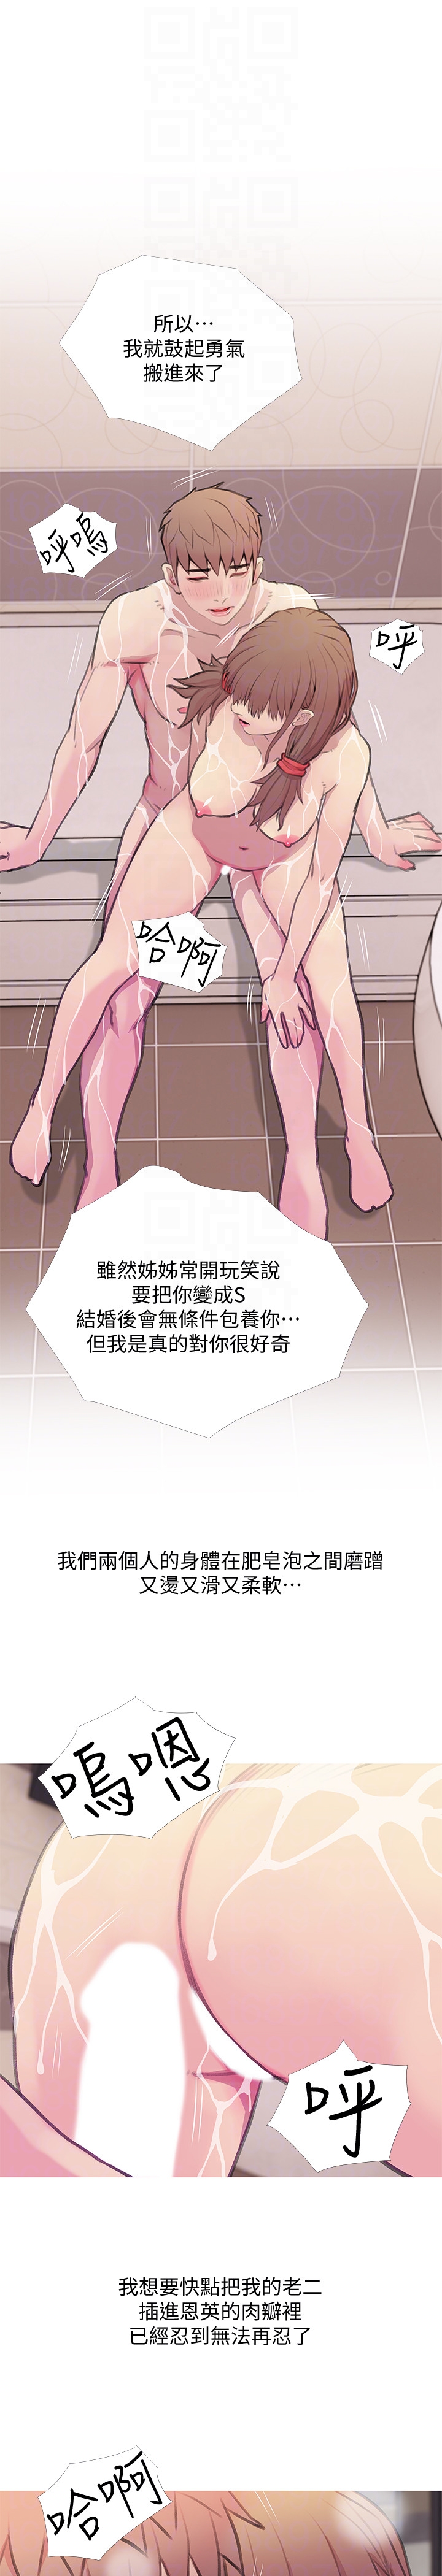 所以…
我就鼓起勇氣
搬進來了
呼嗚
呼
哈啊
雖然姊姊常開玩笑說
要把你變成S
結婚後會無條件包養你…
但我是真的對你很好奇
我們兩個人的身體在肥皂泡之間磨蹭
又燙又滑又柔軟…
嗚嗯
呼
我想要快點把我的老二
插進恩英的肉瓣裡
已經忍到無法再忍了
哈啊